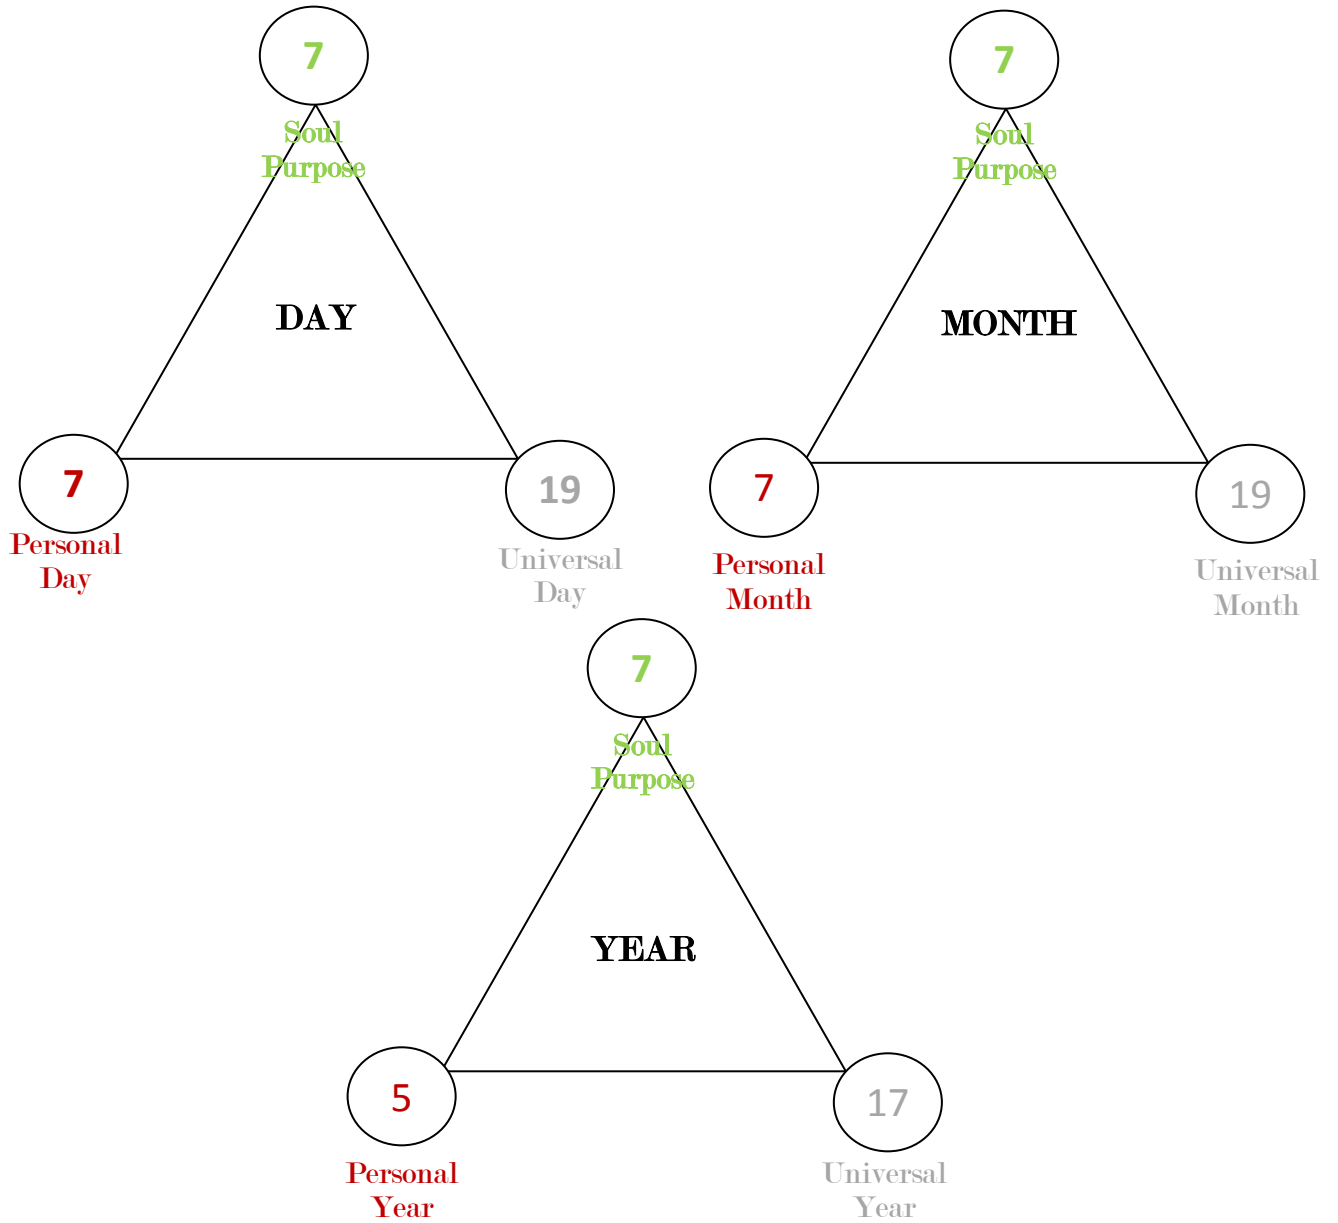 7
Soul
Purpose
DAY
7
Personal
Day
19
Universal
Day
7
Soul
Purpose
MONTH
7
Personal
Month
19
Universal
Month
7
Soul
Purpose
YEAR
5
Personal
Year
17
Universal
Year